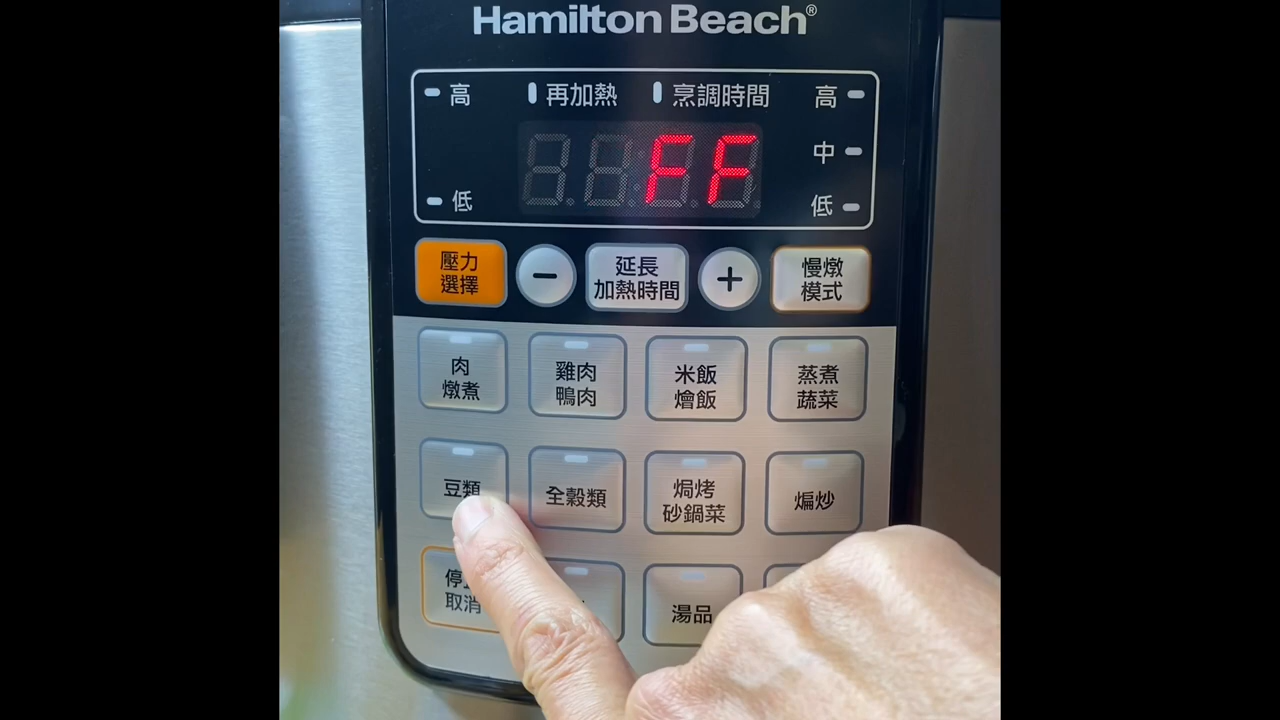 Hamilton Beach®
高 再加熱 烹調時間 高
FF
中
低 低
壓力
選擇
−
延長
加熱時間
+
慢燉
模式
肉
燉煮
雞肉
鴨肉
米飯
燴飯
蒸煮
蔬菜
豆類
全穀類
焗烤
砂鍋菜
煸炒
取消
湯品